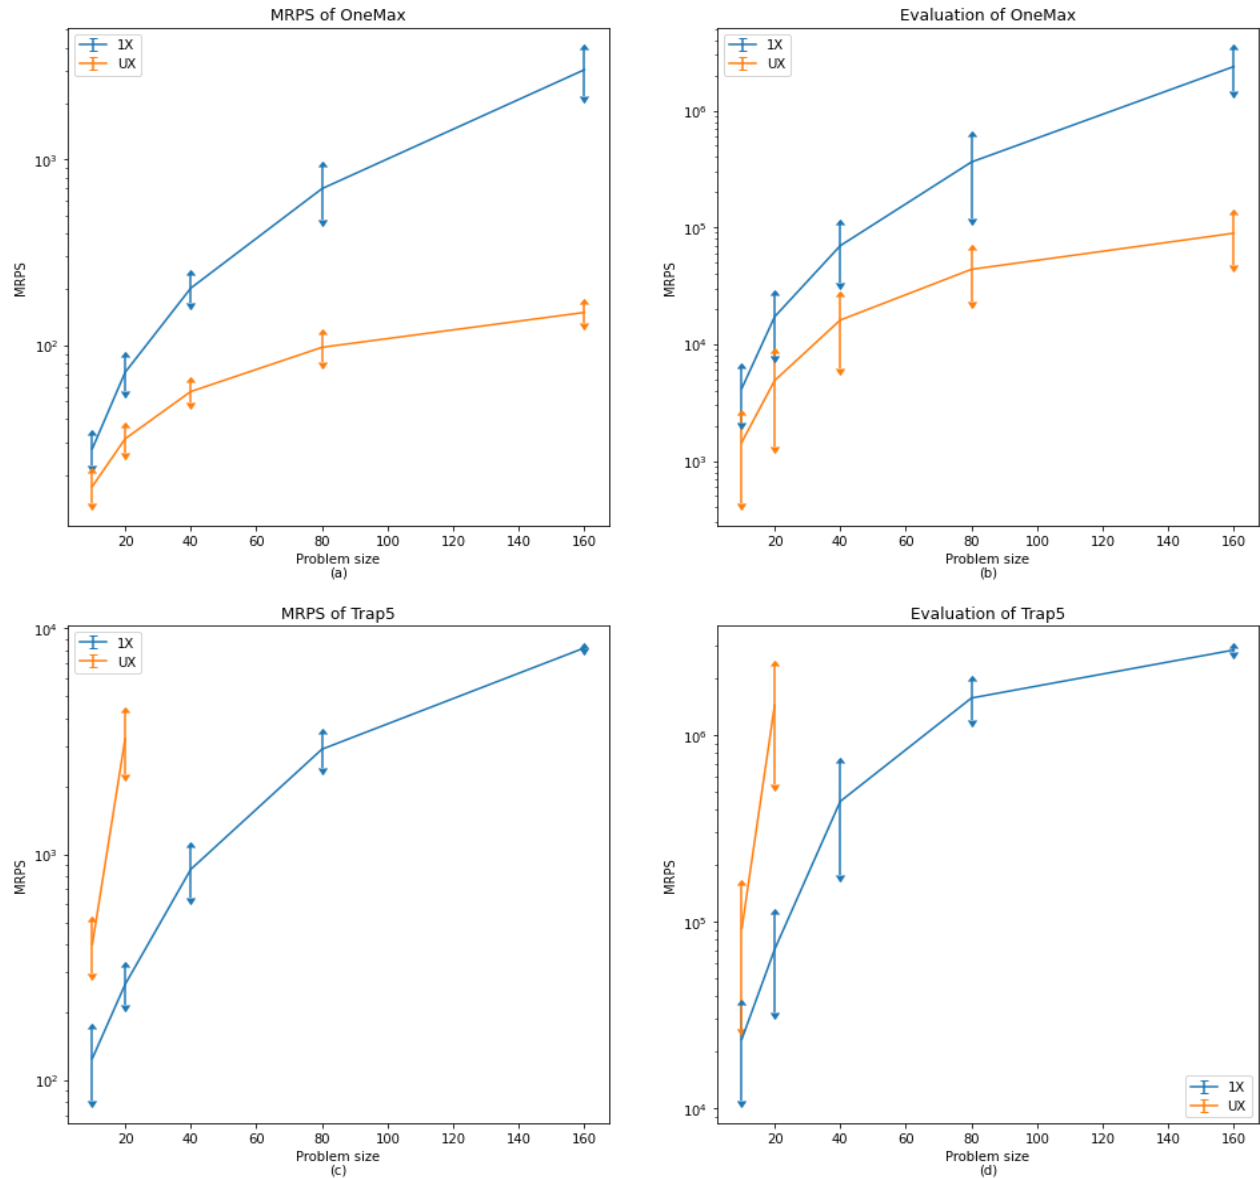 MRPS of OneMax
1X
UX
MRPS
10³
10²
20 40 60 80 100 120 140 160
Problem size
(a)
Evaluation of OneMax
1X
UX
MRPS
10⁶
10⁵
10⁴
10³
20 40 60 80 100 120 140 160
Problem size
(b)
MRPS of Trap5
1X
UX
MRPS
10⁴
10³
10²
20 40 60 80 100 120 140 160
Problem size
(c)
Evaluation of Trap5
MRPS
10⁶
10⁵
10⁴
1X
UX
20 40 60 80 100 120 140 160
Problem size
(d)